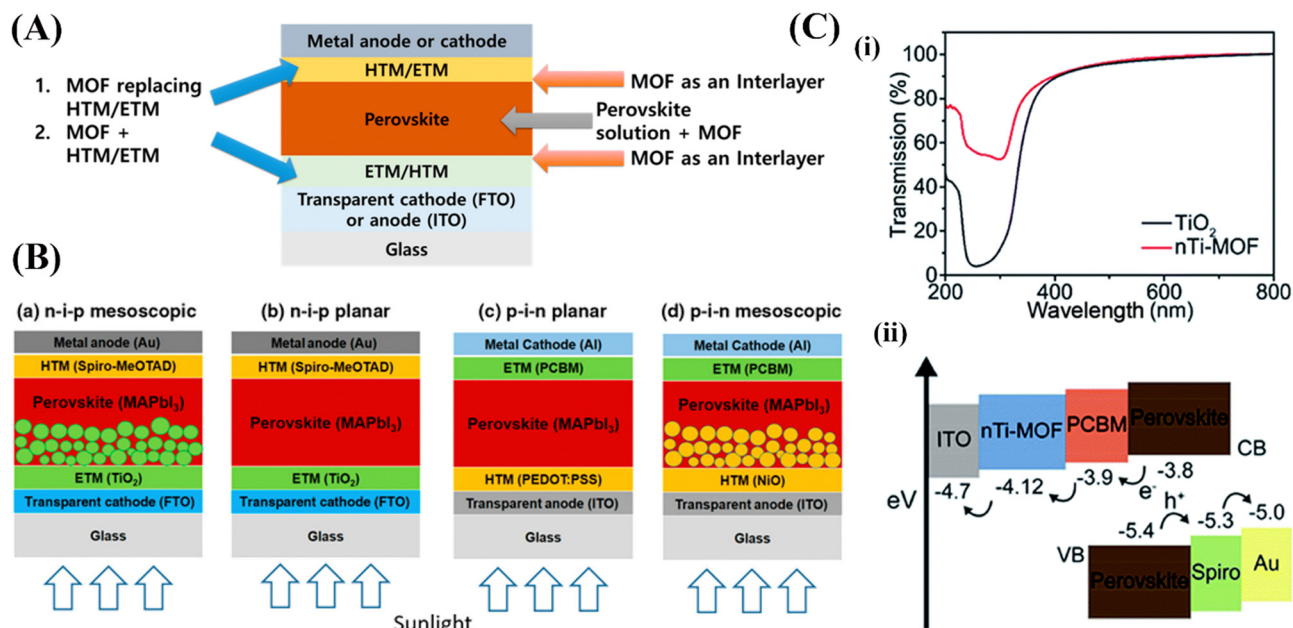 (A)
Metal anode or cathode
HTM/ETM
Perovskite
ETM/HTM
Transparent cathode (FTO)
or anode (ITO)
Glass
1. MOF replacing
HTM/ETM
2. MOF +
HTM/ETM
MOF as an Interlayer
Perovskite
solution + MOF
MOF as an Interlayer
(B)
(a) n-i-p mesoscopic
Metal anode (Au)
HTM (Spiro-MeOTAD)
Perovskite (MAPbI3)
ETM (TiO2)
Transparent cathode (FTO)
Glass
(b) n-i-p planar
Metal anode (Au)
HTM (Spiro-MeOTAD)
Perovskite (MAPbI3)
ETM (TiO2)
Transparent cathode (FTO)
Glass
(c) p-i-n planar
Metal Cathode (Al)
ETM (PCBM)
Perovskite (MAPbI3)
HTM (PEDOT:PSS)
Transparent anode (ITO)
Glass
(d) p-i-n mesoscopic
Metal Cathode (Al)
ETM (PCBM)
Perovskite (MAPbI3)
HTM (NiO)
Transparent anode (ITO)
Glass
Sunlight
(C)
(i)
Transmission (%)
100
80
60
40
20
0
TiO2
nTi-MOF
200 400 600 800
Wavelength (nm)
(ii)
eV
ITO
nTi-MOF
PCBM
Perovskite
CB
-4.7
-4.12
-3.9
e-
-3.8
h+
-5.4
-5.3
-5.0
VB
Perovskite
Spiro
Au